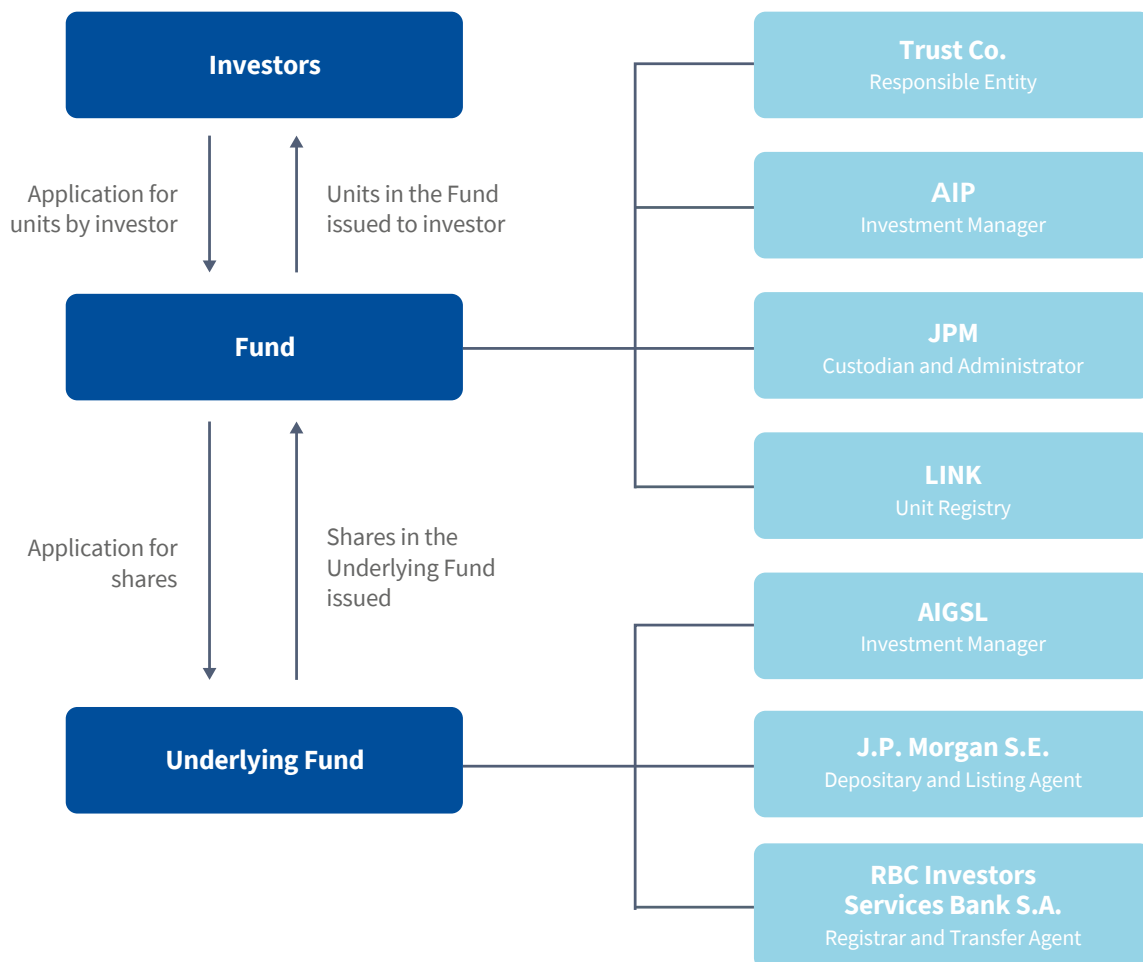 Investors
Trust Co.
Responsible Entity
Application for
units by investor
Units in the Fund
issued to investor
AIP
Investment Manager
Fund
JPM
Custodian and Administrator
LINK
Unit Registry
Application for
shares
Shares in the
Underlying Fund
issued
AIGSL
Investment Manager
Underlying Fund
J.P. Morgan S.E.
Depositary and Listing Agent
RBC Investors
Services Bank S.A.
Registrar and Transfer Agent